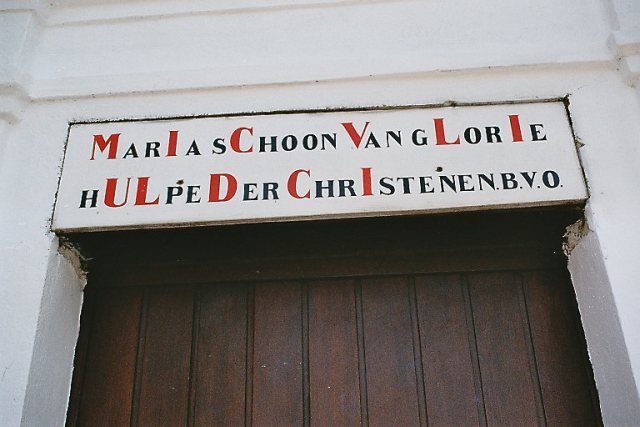 MARIA SCHOON VAN GLORIE
HULPE DER CHRISTENEN.B.V.O.